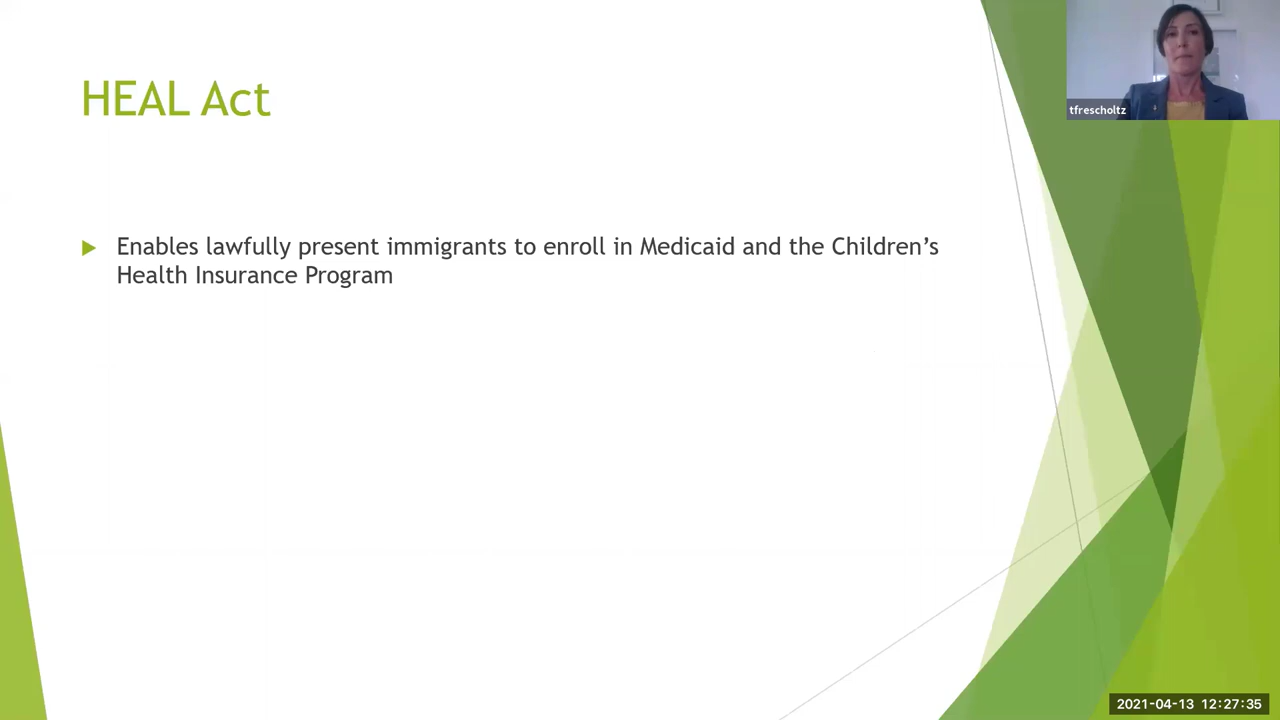 HEAL Act
Enables lawfully present immigrants to enroll in Medicaid and the Children’s
Health Insurance Program
tfrescholtz
2021-04-13 12:27:35